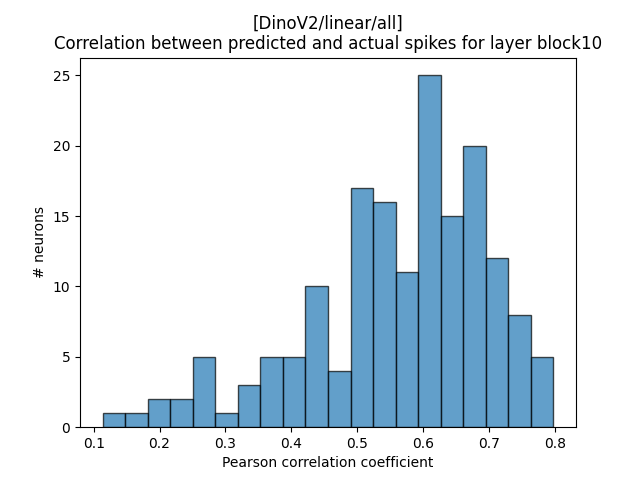 [DinoV2/linear/all]
Correlation between predicted and actual spikes for layer block10
25
20
15
10
5
0
# neurons
0.1 0.2 0.3 0.4 0.5 0.6 0.7 0.8
Pearson correlation coefficient